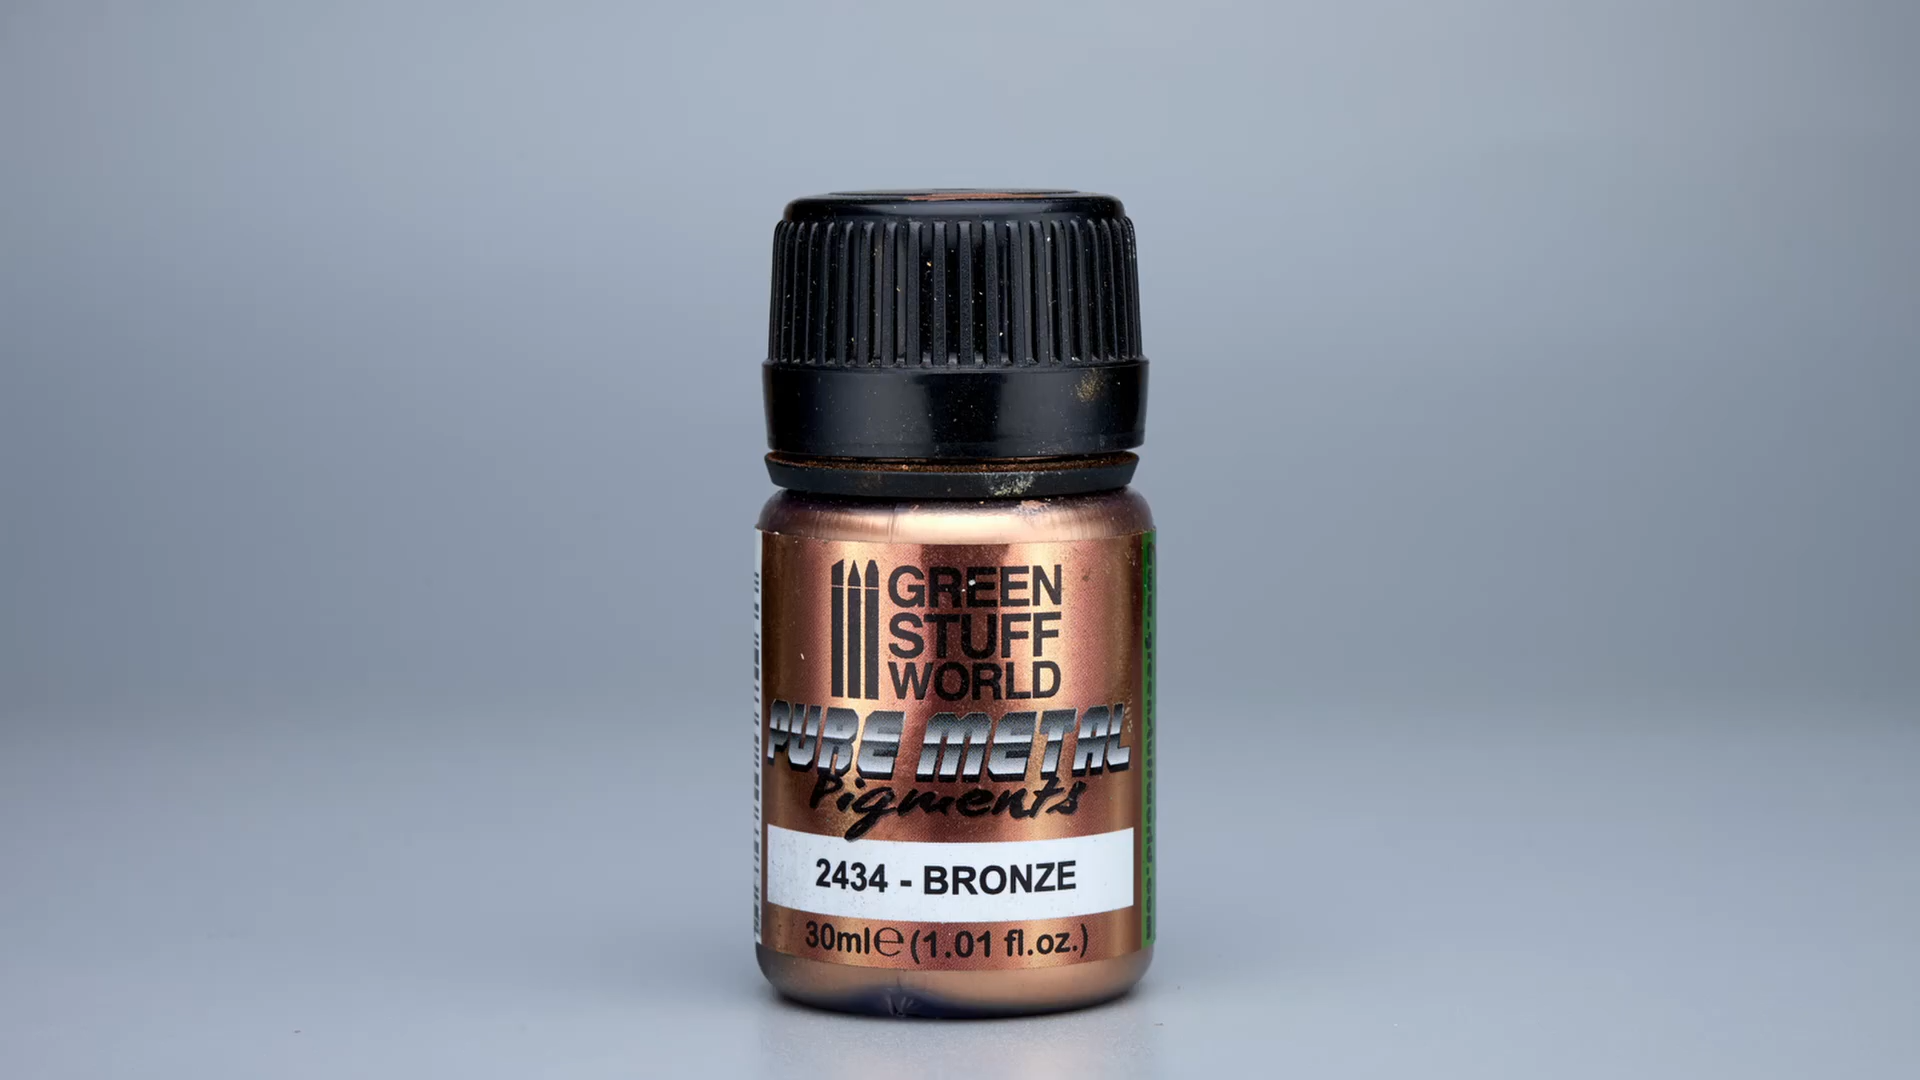 GREEN
STUFF
WORLD
PURE METAL
Pigments
2434 - BRONZE
30ml℮(1.01 fl.oz.)